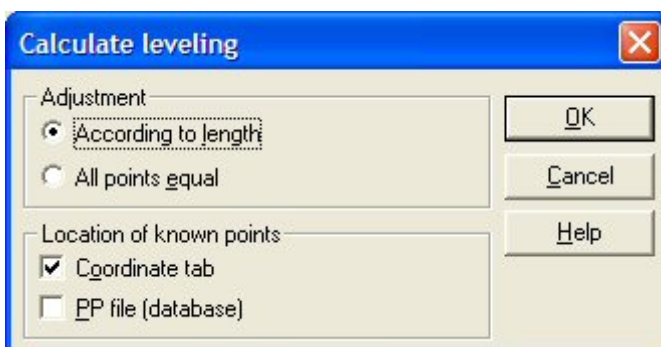 Calculate leveling
Adjustment
According to length
All points equal
Location of known points
Coordinate tab
PP file (database)
OK
Cancel
Help